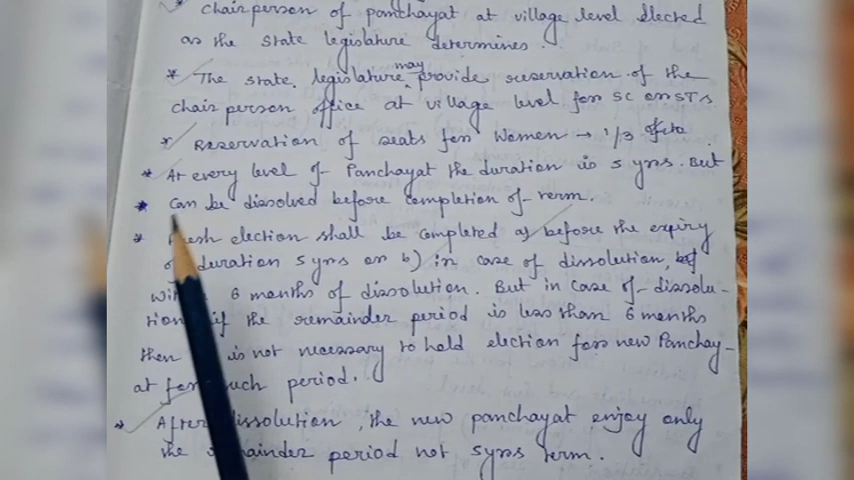 chairperson of panchayat at village level elected
as the state legislature determines.
* The state legislature may provide reservation of the
chairperson office at village level for SC or STs
* Reservation of seats for Women → 1/3 of
* At every level of Panchayat the duration is 5 yrs. But
* can be dissolved before completion of term.
* Fresh election shall be completed a) before the expiry
of duration 5 yrs or b) in case of dissolution,
6 months of dissolution. But in case of dissolu-
tion if the remainder period is less than 6 months
then is not necessary to hold election for new Panchay-
at for such period.
* After dissolution, the new panchayat enjoy only
the remainder period not 5yrs term.